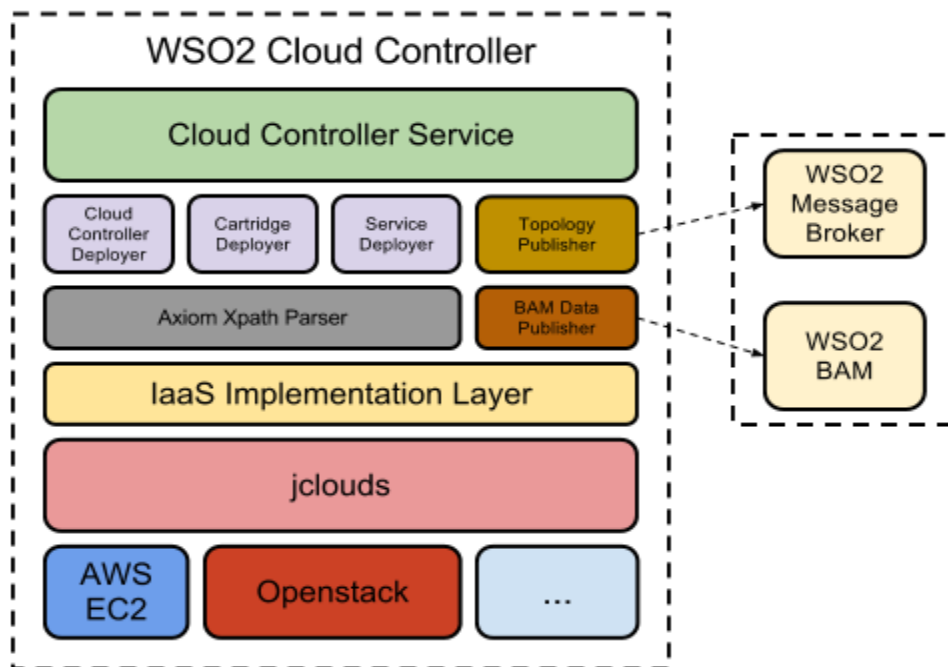 WSO2 Cloud Controller
Cloud Controller Service
Cloud
Controller
Deployer
Cartridge
Deployer
Service
Deployer
Topology
Publisher
WSO2
Message
Broker
Axiom Xpath Parser
BAM Data
Publisher
WSO2
BAM
IaaS Implementation Layer
jclouds
AWS
EC2
Openstack
...